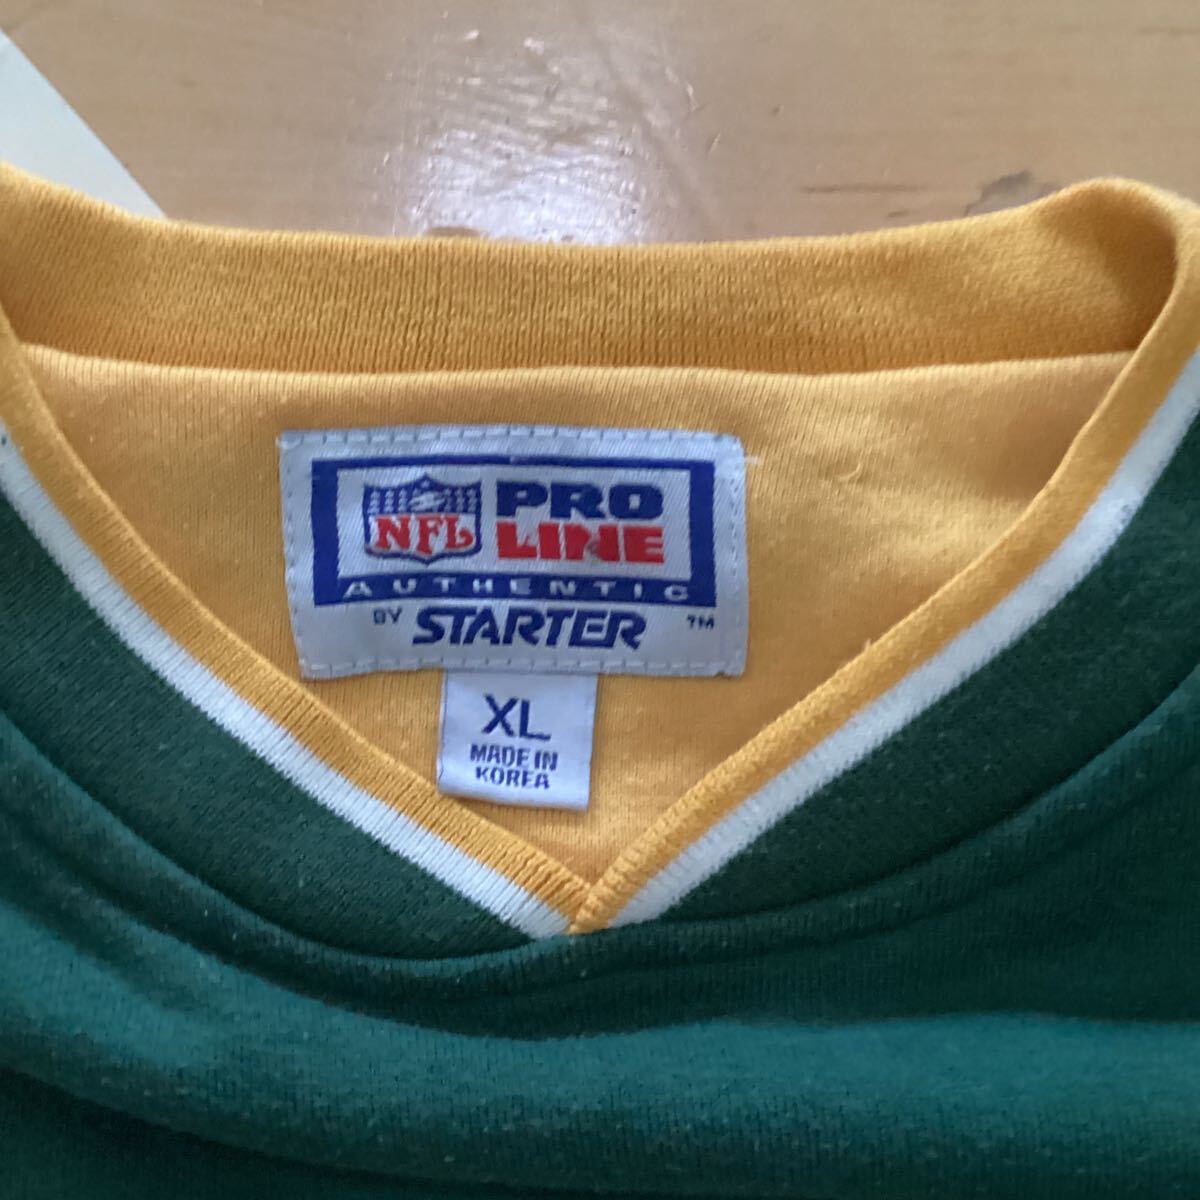 NFL PRO LINE
AUTHENTIC
BY STARTER TM
XL
MADE IN
KOREA